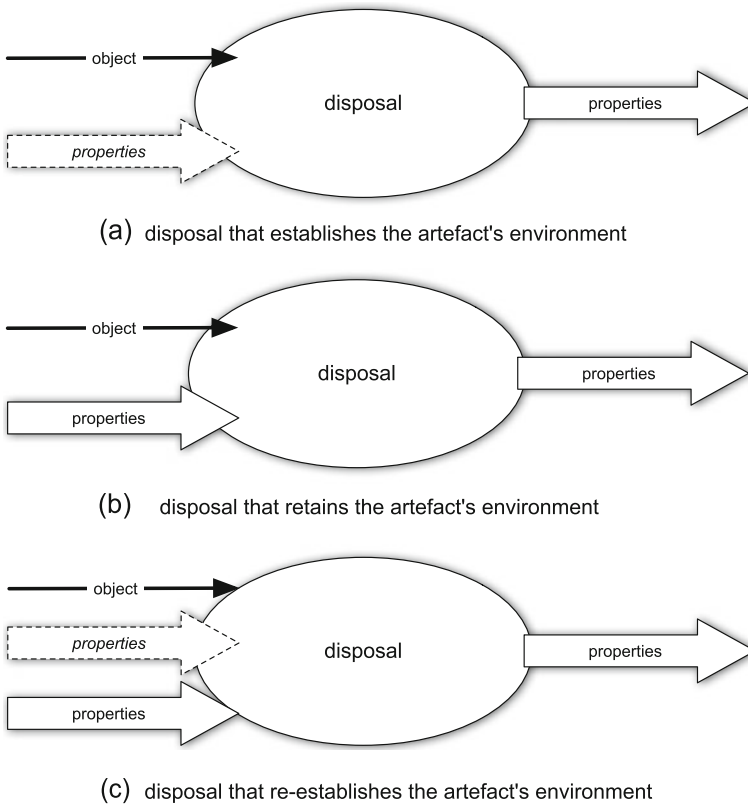 object
disposal
properties
properties
(a) disposal that establishes the artefact's environment
object
disposal
properties
properties
(b) disposal that retains the artefact's environment
object
properties
disposal
properties
properties
(c) disposal that re-establishes the artefact's environment